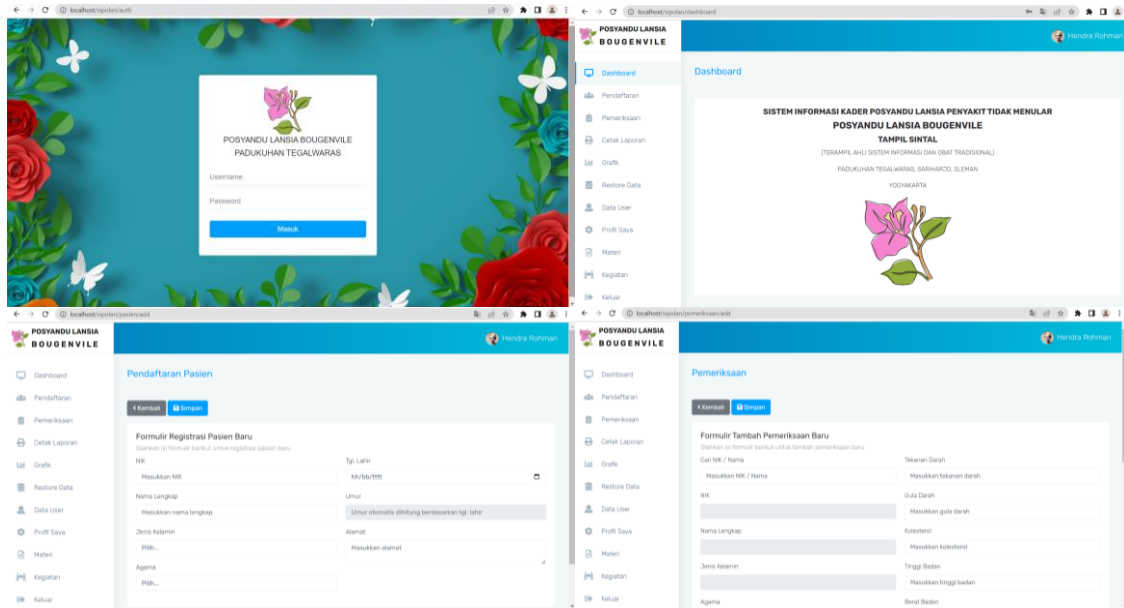 localhost/sipolan/auth
POSYANDU LANSIA BOUGENVILE
PADUKUHAN TEGALWARAS
Username
Password
Masuk
localhost/sipolan/dashboard
POSYANDU LANSIA
BOUGENVILE
Hendra Rohman
Dashboard
Pendaftaran
Pemeriksaan
Cetak Laporan
Grafik
Restore Data
Data User
Profil Saya
Materi
Kegiatan
Keluar
Dashboard
SISTEM INFORMASI KADER POSYANDU LANSIA PENYAKIT TIDAK MENULAR
POSYANDU LANSIA BOUGENVILE
TAMPIL SINTAL
(TERAMPIL AHLI SISTEM INFORMASI DAN OBAT TRADISIONAL)
PADUKUHAN TEGALWARAS, SARIHARJO, SLEMAN
YOGYAKARTA
localhost/sipolan/pasien/add
POSYANDU LANSIA
BOUGENVILE
Hendra Rohman
Dashboard
Pendaftaran
Pemeriksaan
Cetak Laporan
Grafik
Restore Data
Data User
Profil Saya
Materi
Kegiatan
Keluar
Pendaftaran Pasien
Kembali Simpan
Formulir Registrasi Pasien Baru
Silahkan isi formulir berikut untuk registrasi pasien baru
NIK
Masukkan NIK
Nama Lengkap
Masukkan nama lengkap
Jenis Kelamin
Pilih...
Agama
Pilih...
Tgl. Lahir
hh/bb/tttt
Umur
Umur otomatis dihitung berdasarkan tgl. lahir
Alamat
Masukkan alamat
localhost/sipolan/pemeriksaan/add
POSYANDU LANSIA
BOUGENVILE
Hendra Rohman
Dashboard
Pendaftaran
Pemeriksaan
Cetak Laporan
Grafik
Restore Data
Data User
Profil Saya
Materi
Kegiatan
Keluar
Pemeriksaan
Kembali Simpan
Formulir Tambah Pemeriksaan Baru
Silahkan isi formulir berikut untuk tambah pemeriksaan baru
Cari NIK / Nama
Masukkan NIK / Nama
NIK
Nama Lengkap
Jenis Kelamin
Agama
Tekanan Darah
Masukkan tekanan darah
Gula Darah
Masukkan gula darah
Kolesterol
Masukkan kolesterol
Tinggi Badan
Masukkan tinggi badan
Berat Badan